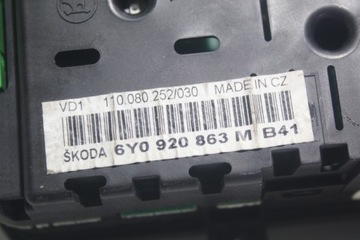 VD1 110.080.252/030 MADE IN CZ
ŠKODA 6Y0 920 863 M B41